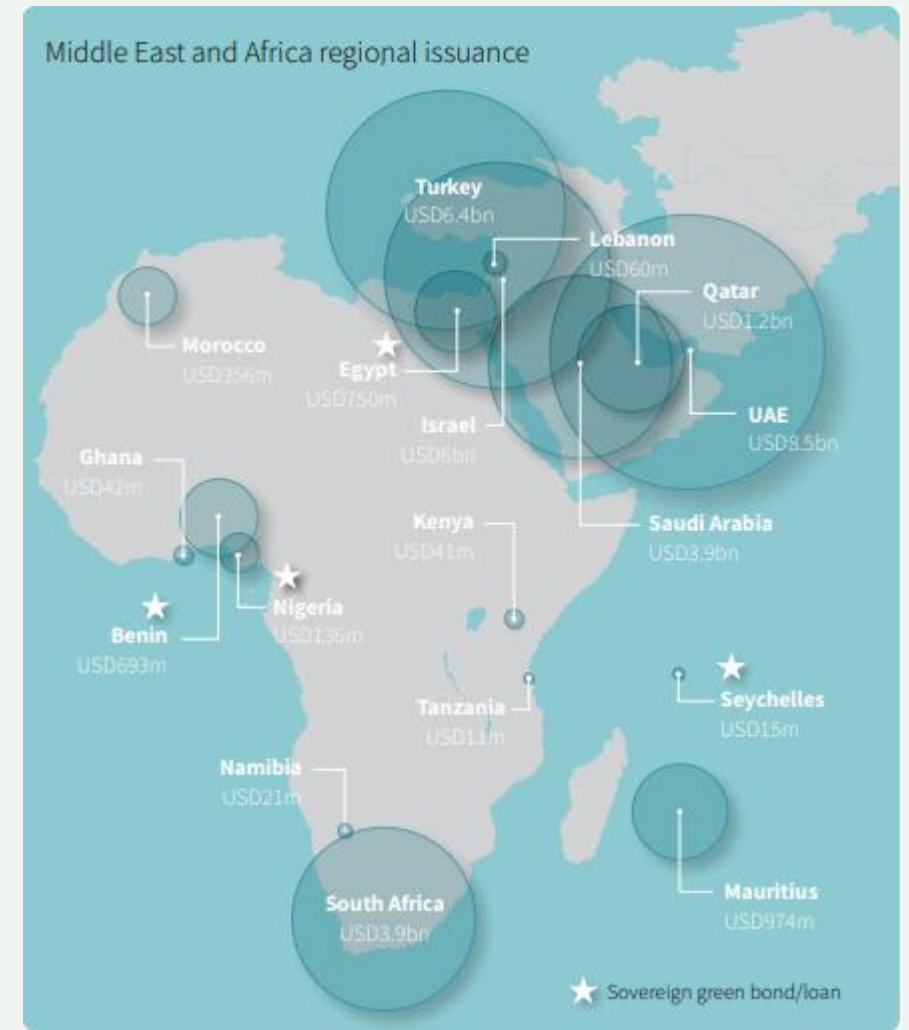 Middle East and Africa regional issuance
Turkey
USD6.4bn
Lebanon
USD60m
Qatar
USD1.2bn
Morocco
USD356m
Egypt
USD750m
Israel
USD6bn
UAE
USD8.5bn
Ghana
USD42m
Kenya
USD41m
Saudi Arabia
USD3.9bn
Nigeria
USD136m
Benin
USD693m
Tanzania
USD11m
Seychelles
USD15m
Namibia
USD21m
South Africa
USD3.9bn
Mauritius
USD974m
Sovereign green bond/loan